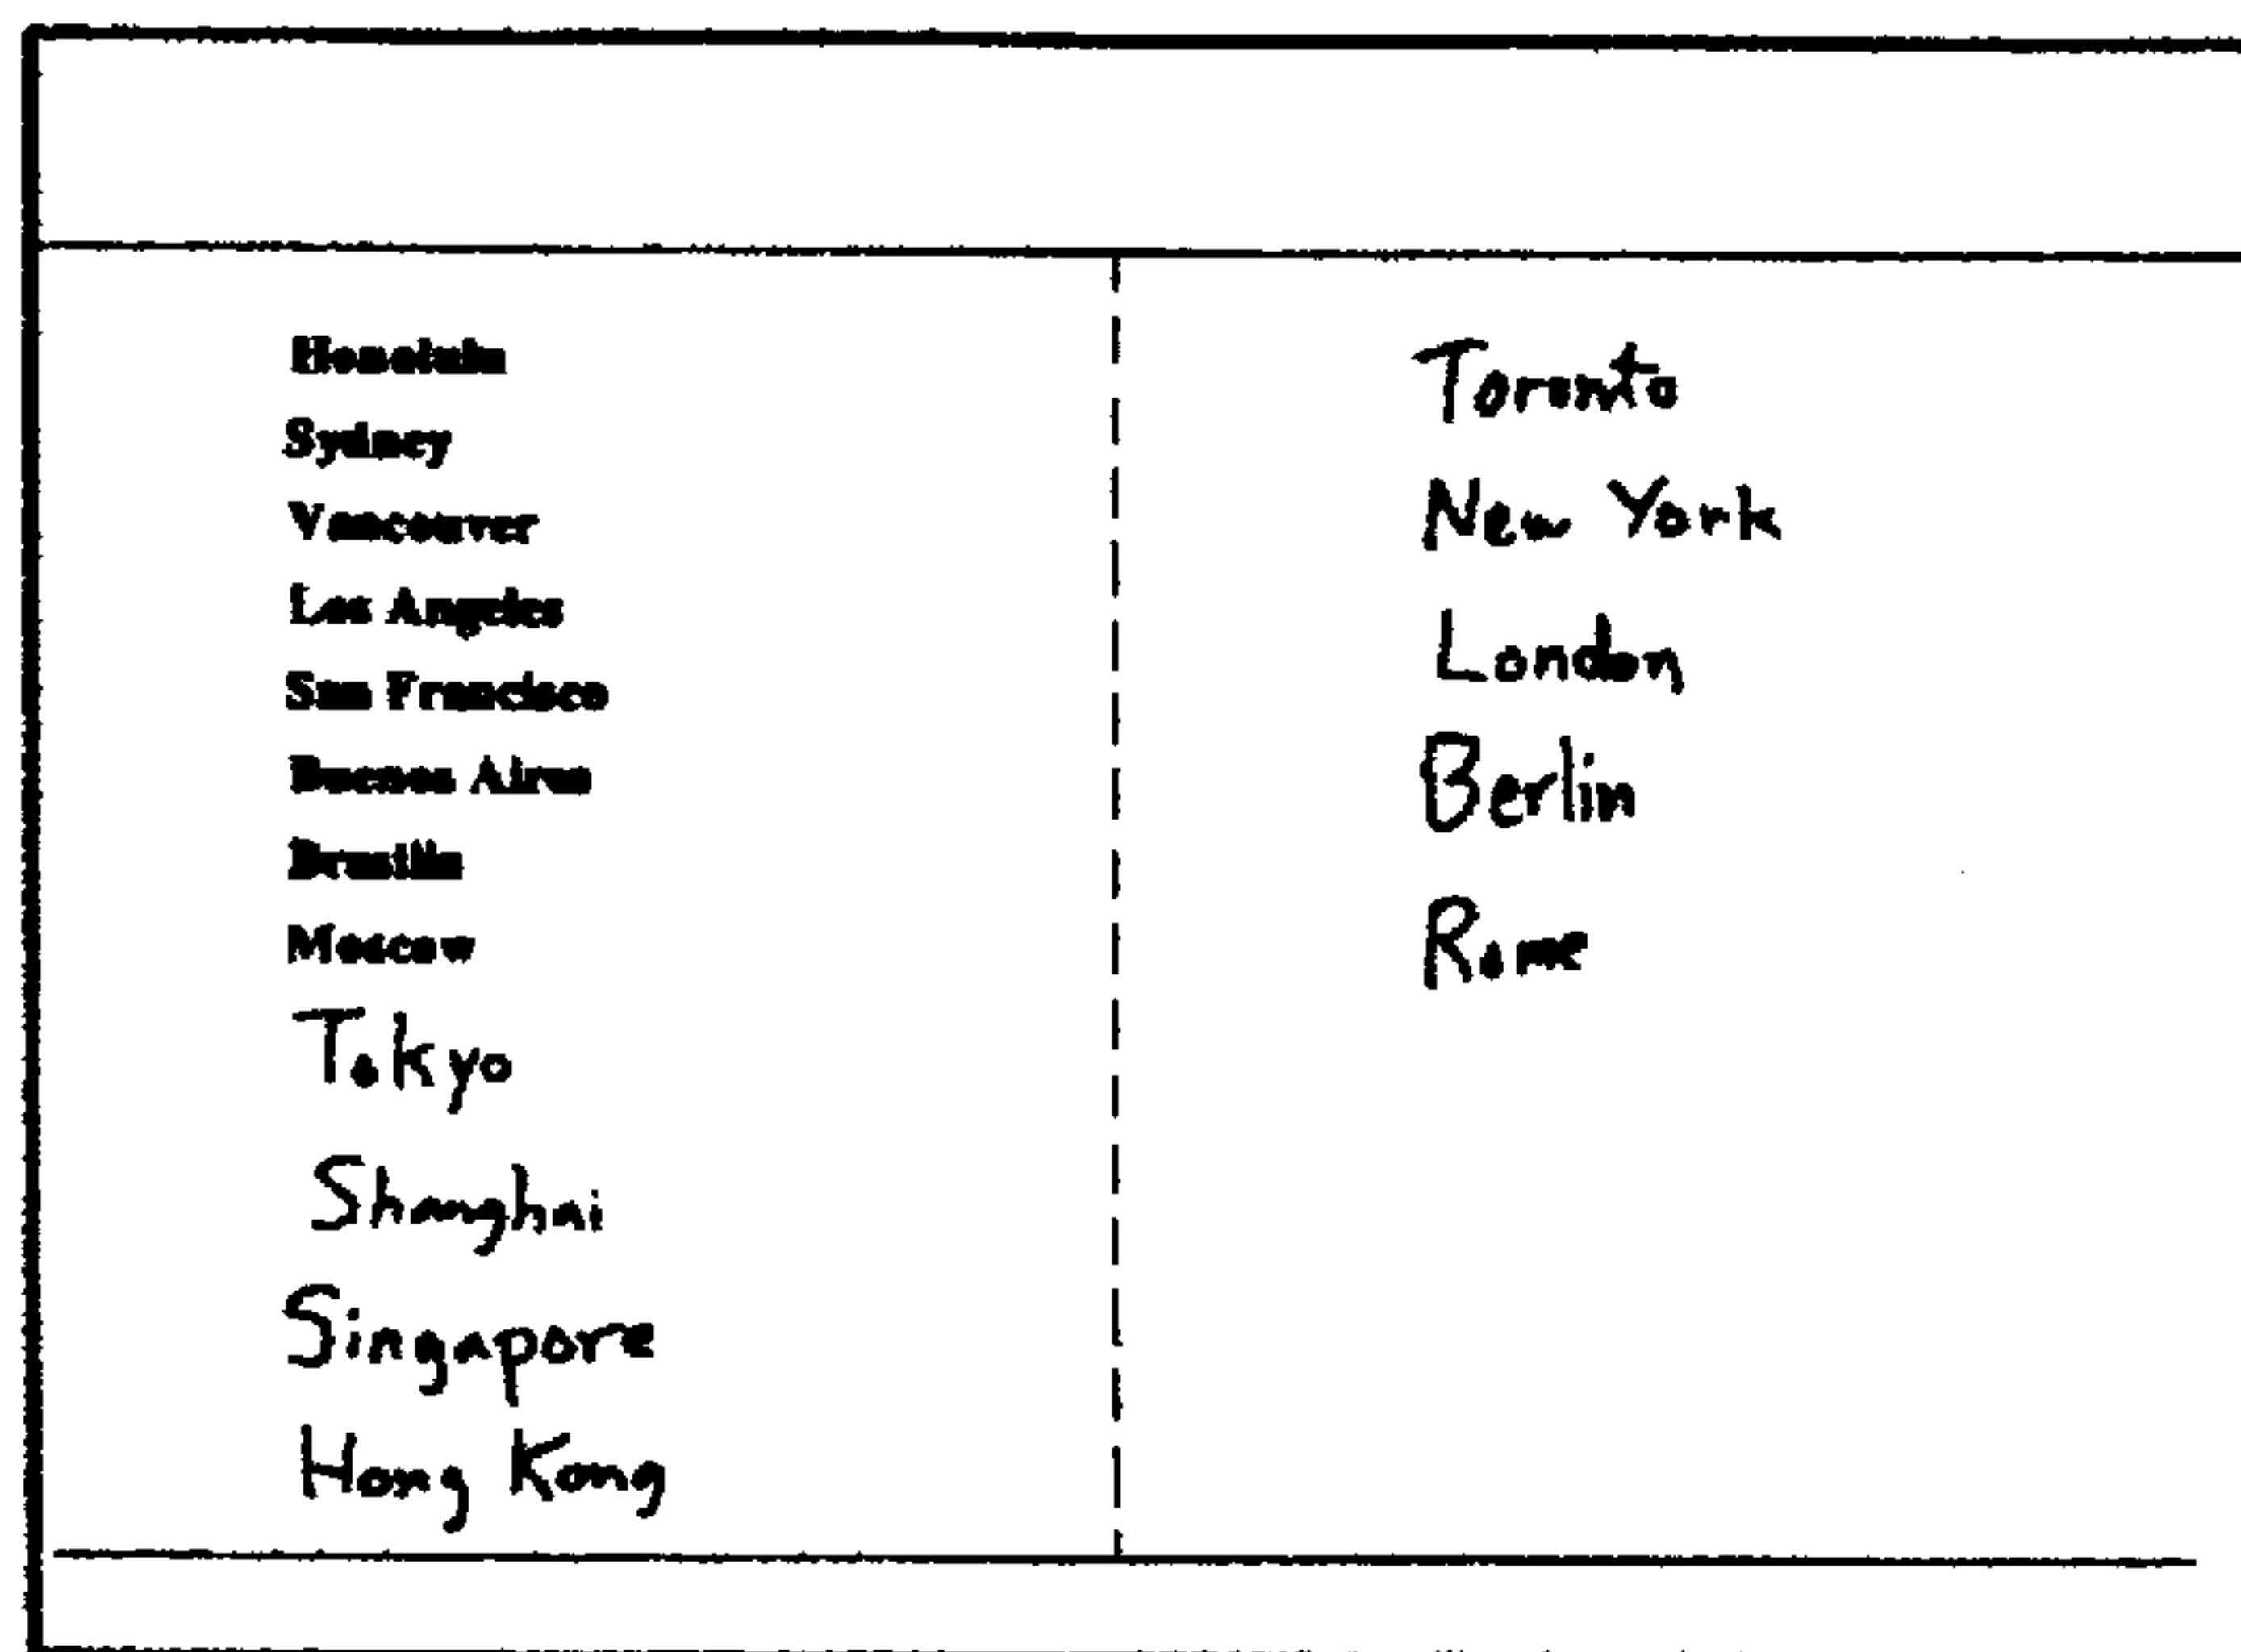 Honolulu
Sydney
Vancouver
Los Angeles
San Francisco
Buenos Aires
Brasilia
Moscow
Tokyo
Shanghai
Singapore
Hong Kong
Toronto
New York
London
Berlin
Rome